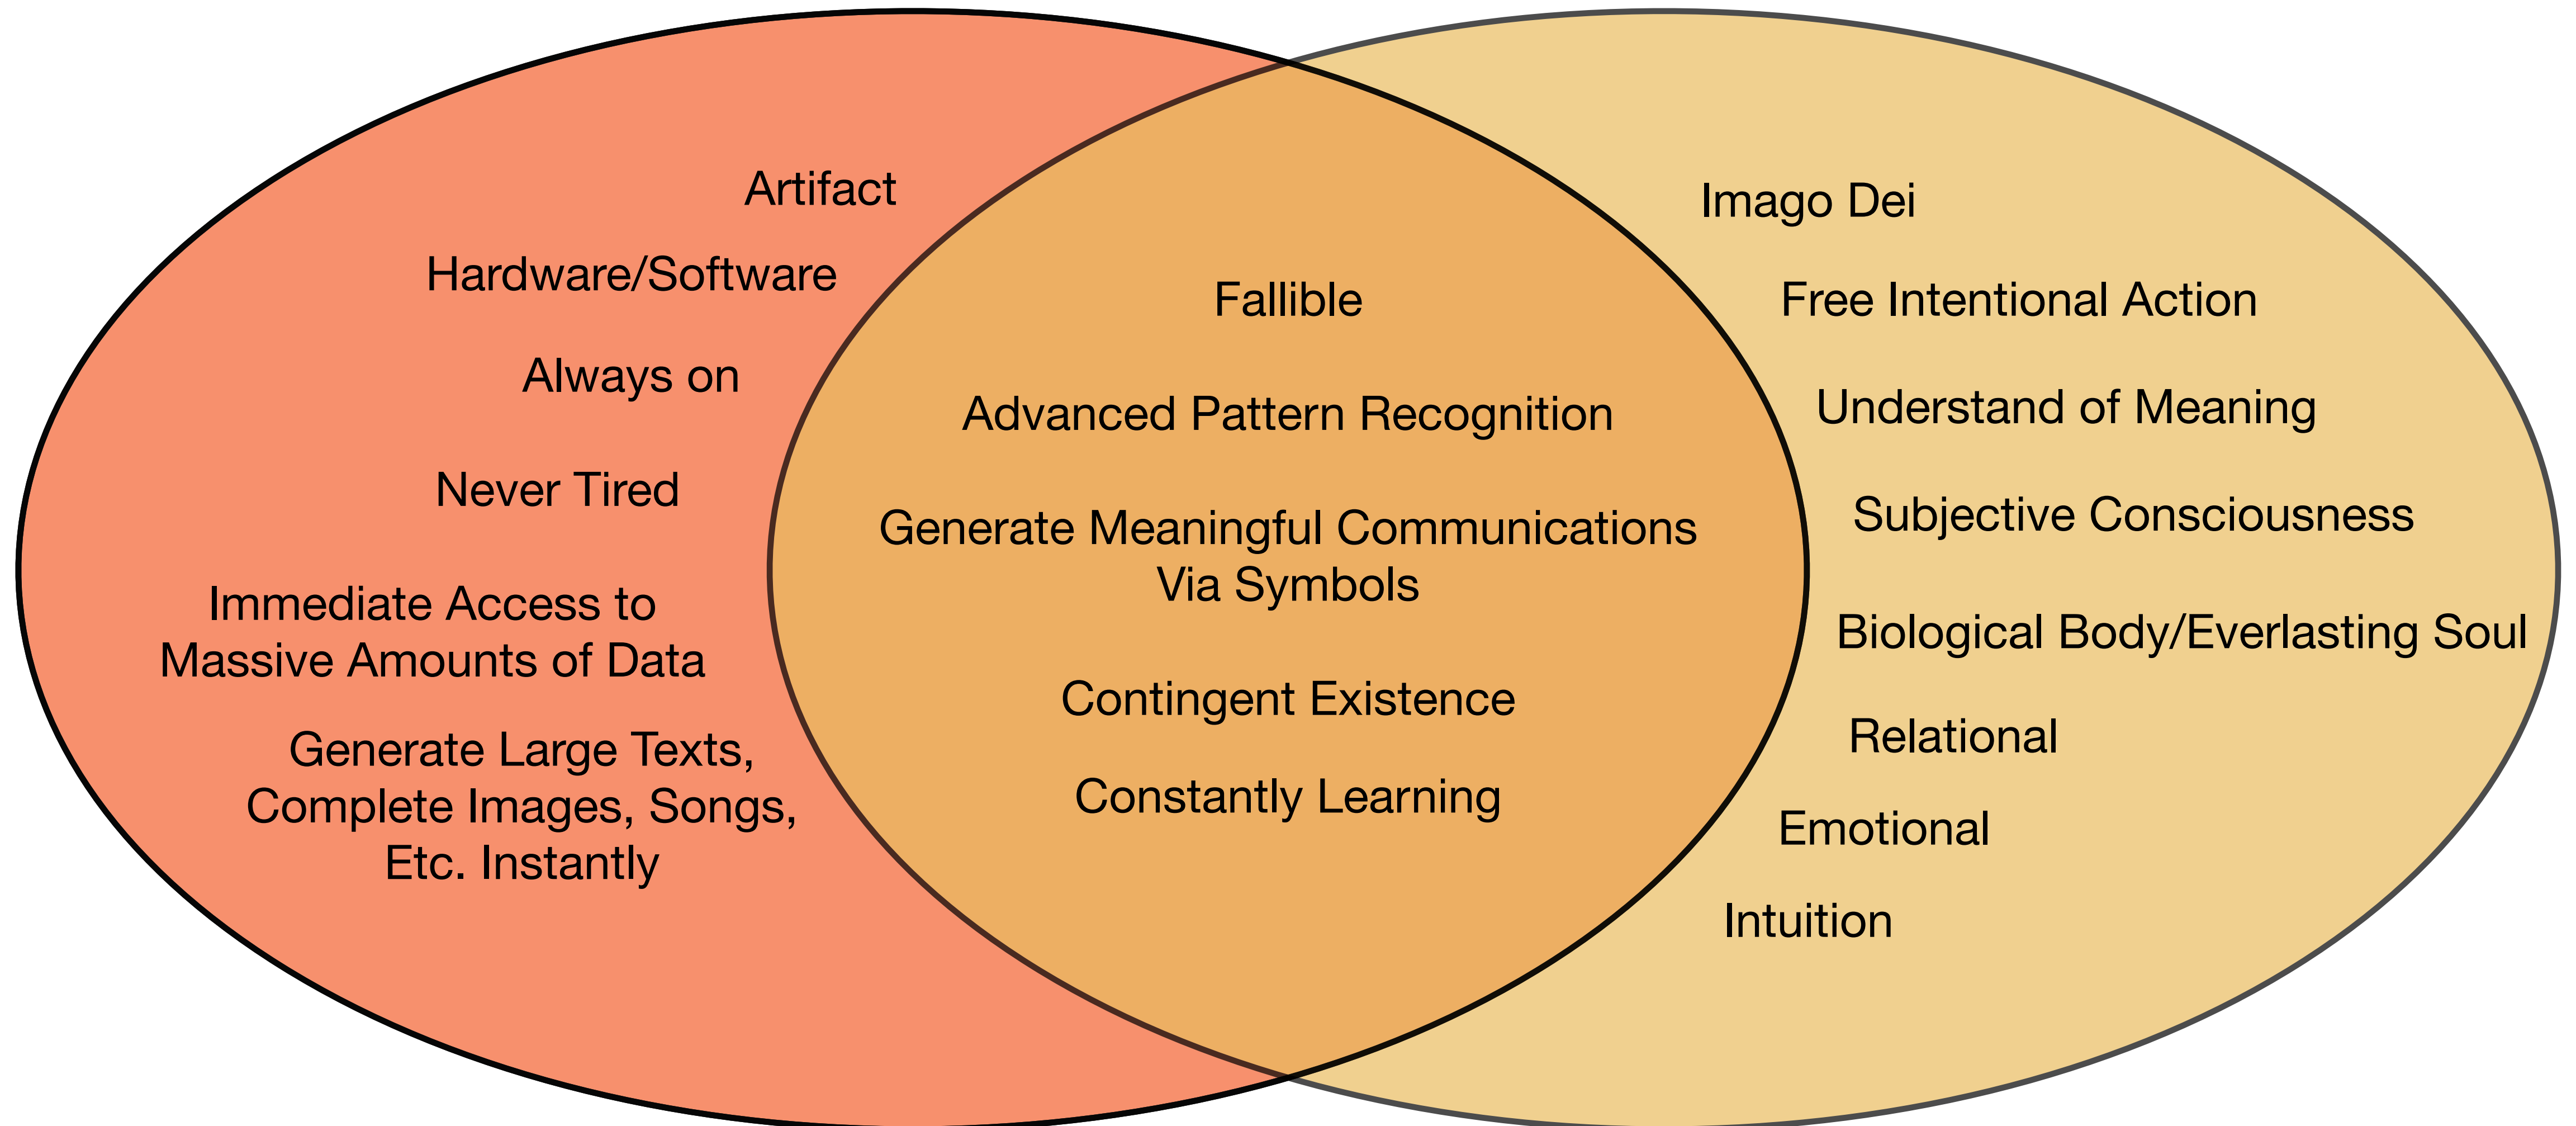 Artifact
Hardware/Software
Always on
Never Tired
Immediate Access to
Massive Amounts of Data
Generate Large Texts,
Complete Images, Songs,
Etc. Instantly
Fallible
Advanced Pattern Recognition
Generate Meaningful Communications
Via Symbols
Contingent Existence
Constantly Learning
Imago Dei
Free Intentional Action
Understand of Meaning
Subjective Consciousness
Biological Body/Everlasting Soul
Relational
Emotional
Intuition